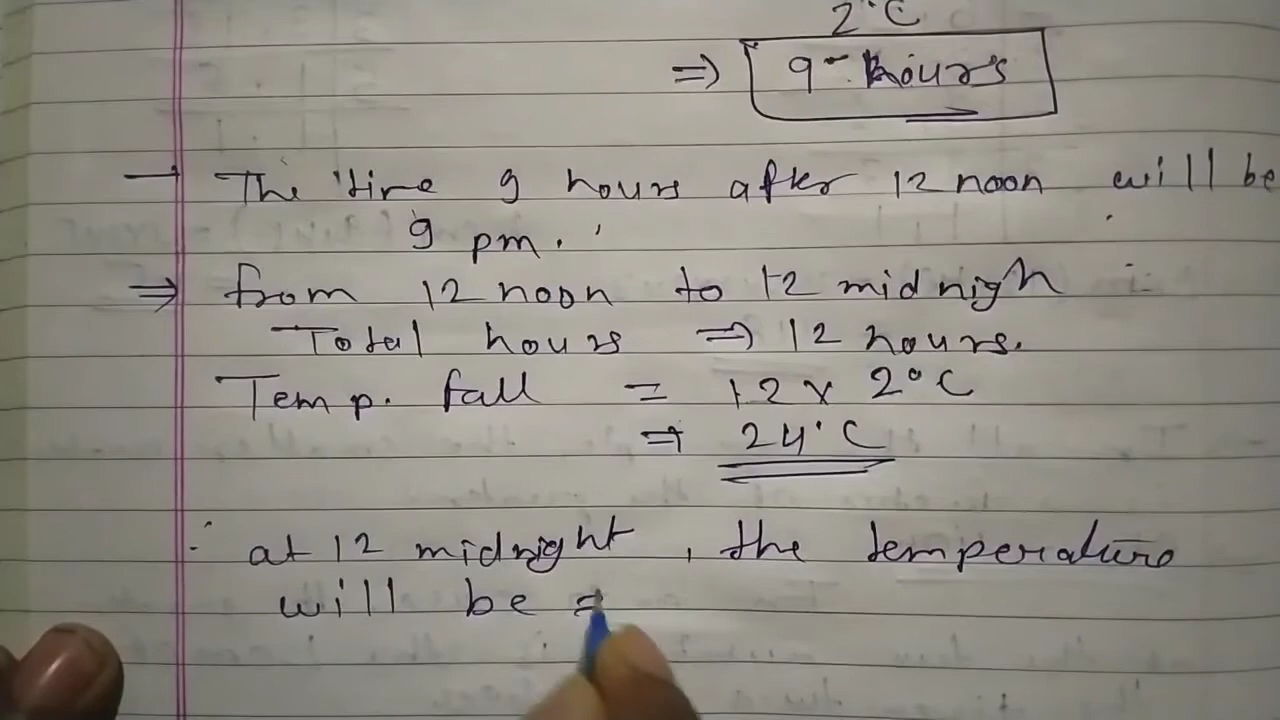 2°C
⇒ 9 hours
→ The time 9 hours after 12 noon will be
9 pm.
⇒ from 12 noon to 12 midnigh
Total hours ⇒ 12 hours.
Temp. fall = 12 x 2°C
⇒ 24°C
∴ at 12 midnight, the temperature
will be =